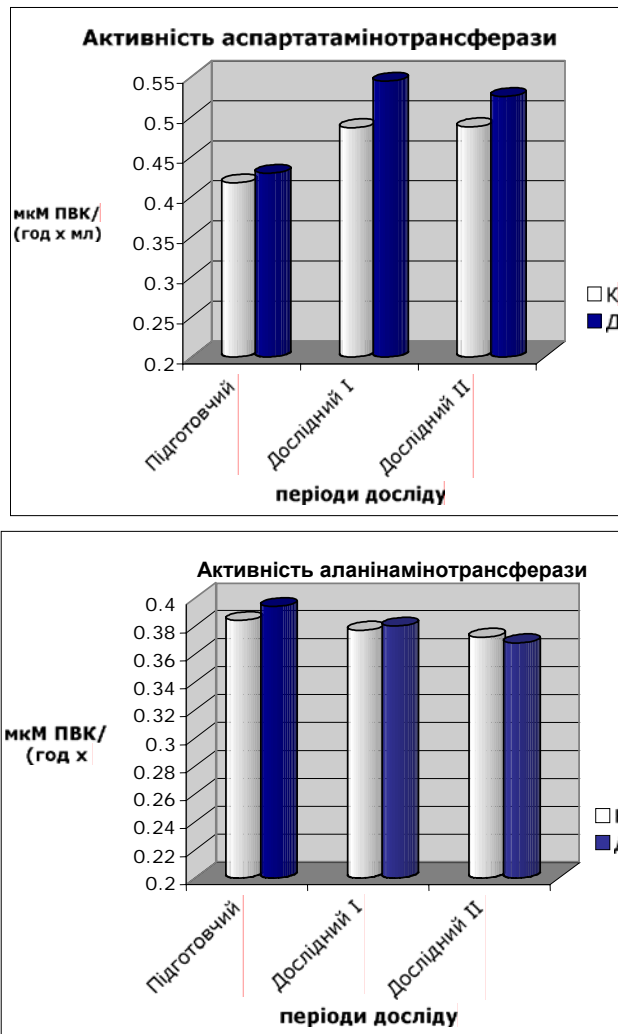 Активність аспартатамінотрансферази
0.55
0.5
0.45
0.4
0.35
0.3
0.25
0.2
мкМ ПВК/
(год х мл)
К
Д
Підготовчий
Дослідний I
Дослідний II
періоди досліду
Активність аланінамінотрансферази
0.4
0.38
0.36
0.34
0.32
0.3
0.28
0.26
0.24
0.22
0.2
мкМ ПВК/
(год х
Підготовчий
Дослідний I
Дослідний II
періоди досліду